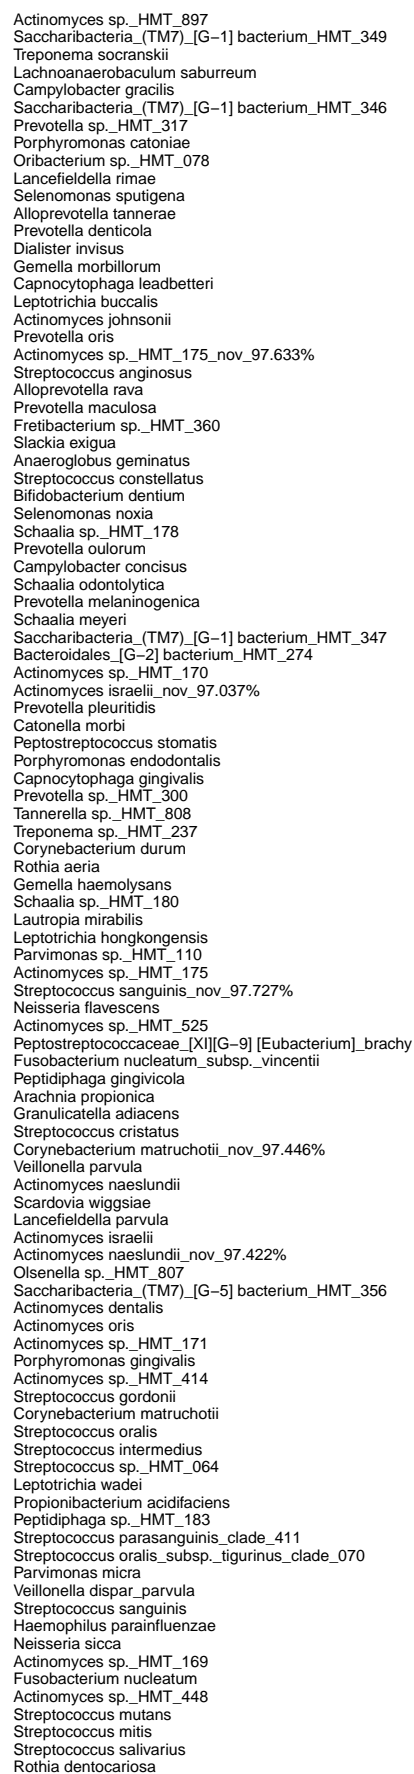 Actinomyces sp._HMT_897
Saccharibacteria_(TM7)_[G−1] bacterium_HMT_349
Treponema socranskii
Lachnoanaerobaculum saburreum
Campylobacter gracilis
Saccharibacteria_(TM7)_[G−1] bacterium_HMT_346
Prevotella sp._HMT_317
Porphyromonas catoniae
Oribacterium sp._HMT_078
Lancefieldella rimae
Selenomonas sputigena
Alloprevotella tannerae
Prevotella denticola
Dialister invisus
Gemella morbillorum
Capnocytophaga leadbetteri
Leptotrichia buccalis
Actinomyces johnsonii
Prevotella oris
Actinomyces sp._HMT_175_nov_97.633%
Streptococcus anginosus
Alloprevotella rava
Prevotella maculosa
Fretibacterium sp._HMT_360
Slackia exigua
Anaeroglobus geminatus
Streptococcus constellatus
Bifidobacterium dentium
Selenomonas noxia
Schaalia sp._HMT_178
Prevotella oulorum
Campylobacter concisus
Schaalia odontolytica
Prevotella melaninogenica
Schaalia meyeri
Saccharibacteria_(TM7)_[G−1] bacterium_HMT_347
Bacteroidales_[G−2] bacterium_HMT_274
Actinomyces sp._HMT_170
Actinomyces israelii_nov_97.037%
Prevotella pleuritidis
Catonella morbi
Peptostreptococcus stomatis
Porphyromonas endodontalis
Capnocytophaga gingivalis
Prevotella sp._HMT_300
Tannerella sp._HMT_808
Treponema sp._HMT_237
Corynebacterium durum
Rothia aeria
Gemella haemolysans
Schaalia sp._HMT_180
Lautropia mirabilis
Leptotrichia hongkongensis
Parvimonas sp._HMT_110
Actinomyces sp._HMT_175
Streptococcus sanguinis_nov_97.727%
Neisseria flavescens
Actinomyces sp._HMT_525
Peptostreptococcaceae_[XI][G−9] [Eubacterium]_brachy
Fusobacterium nucleatum_subsp._vincentii
Peptidiphaga gingivicola
Arachnia propionica
Granulicatella adiacens
Streptococcus cristatus
Corynebacterium matruchotii_nov_97.446%
Veillonella parvula
Actinomyces naeslundii
Scardovia wiggsiae
Lancefieldella parvula
Actinomyces israelii
Actinomyces naeslundii_nov_97.422%
Olsenella sp._HMT_807
Saccharibacteria_(TM7)_[G−5] bacterium_HMT_356
Actinomyces dentalis
Actinomyces oris
Actinomyces sp._HMT_171
Porphyromonas gingivalis
Actinomyces sp._HMT_414
Streptococcus gordonii
Corynebacterium matruchotii
Streptococcus oralis
Streptococcus intermedius
Streptococcus sp._HMT_064
Leptotrichia wadei
Propionibacterium acidifaciens
Peptidiphaga sp._HMT_183
Streptococcus parasanguinis_clade_411
Streptococcus oralis_subsp._tigurinus_clade_070
Parvimonas micra
Veillonella dispar_parvula
Streptococcus sanguinis
Haemophilus parainfluenzae
Neisseria sicca
Actinomyces sp._HMT_169
Fusobacterium nucleatum
Actinomyces sp._HMT_448
Streptococcus mutans
Streptococcus mitis
Streptococcus salivarius
Rothia dentocariosa